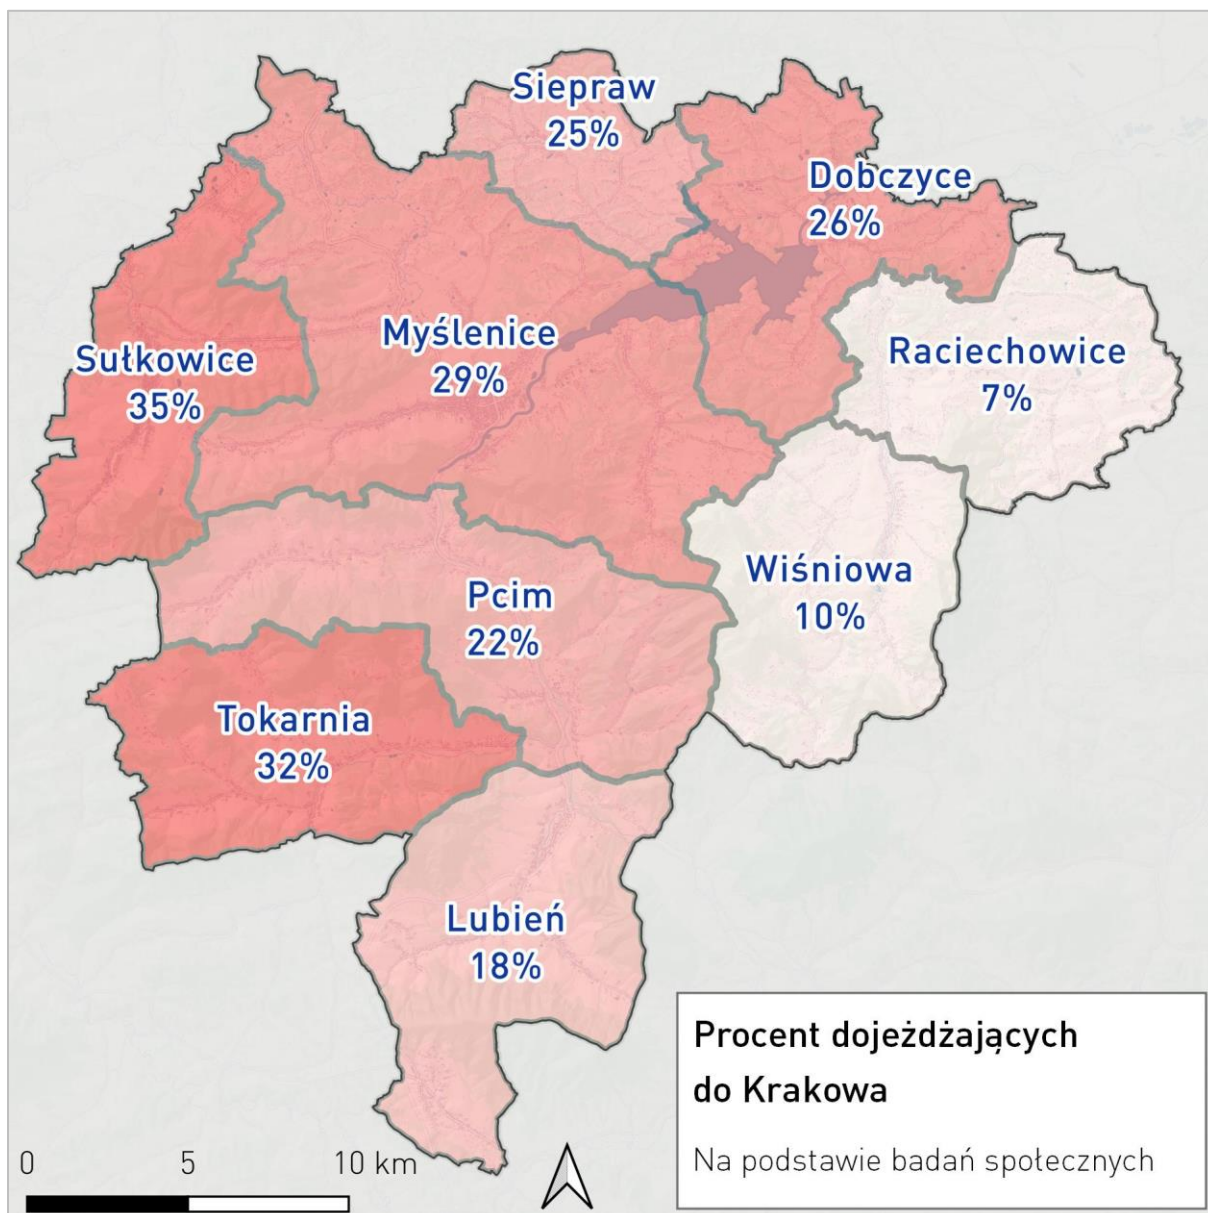 Siepraw
25%
Dobczyce
26%
Myślenice
29%
Sułkowice
35%
Raciechowice
7%
Wiśniowa
10%
Pcim
22%
Tokarnia
32%
Lubień
18%
Procent dojeżdżających
do Krakowa
Na podstawie badań społecznych
0 5 10 km